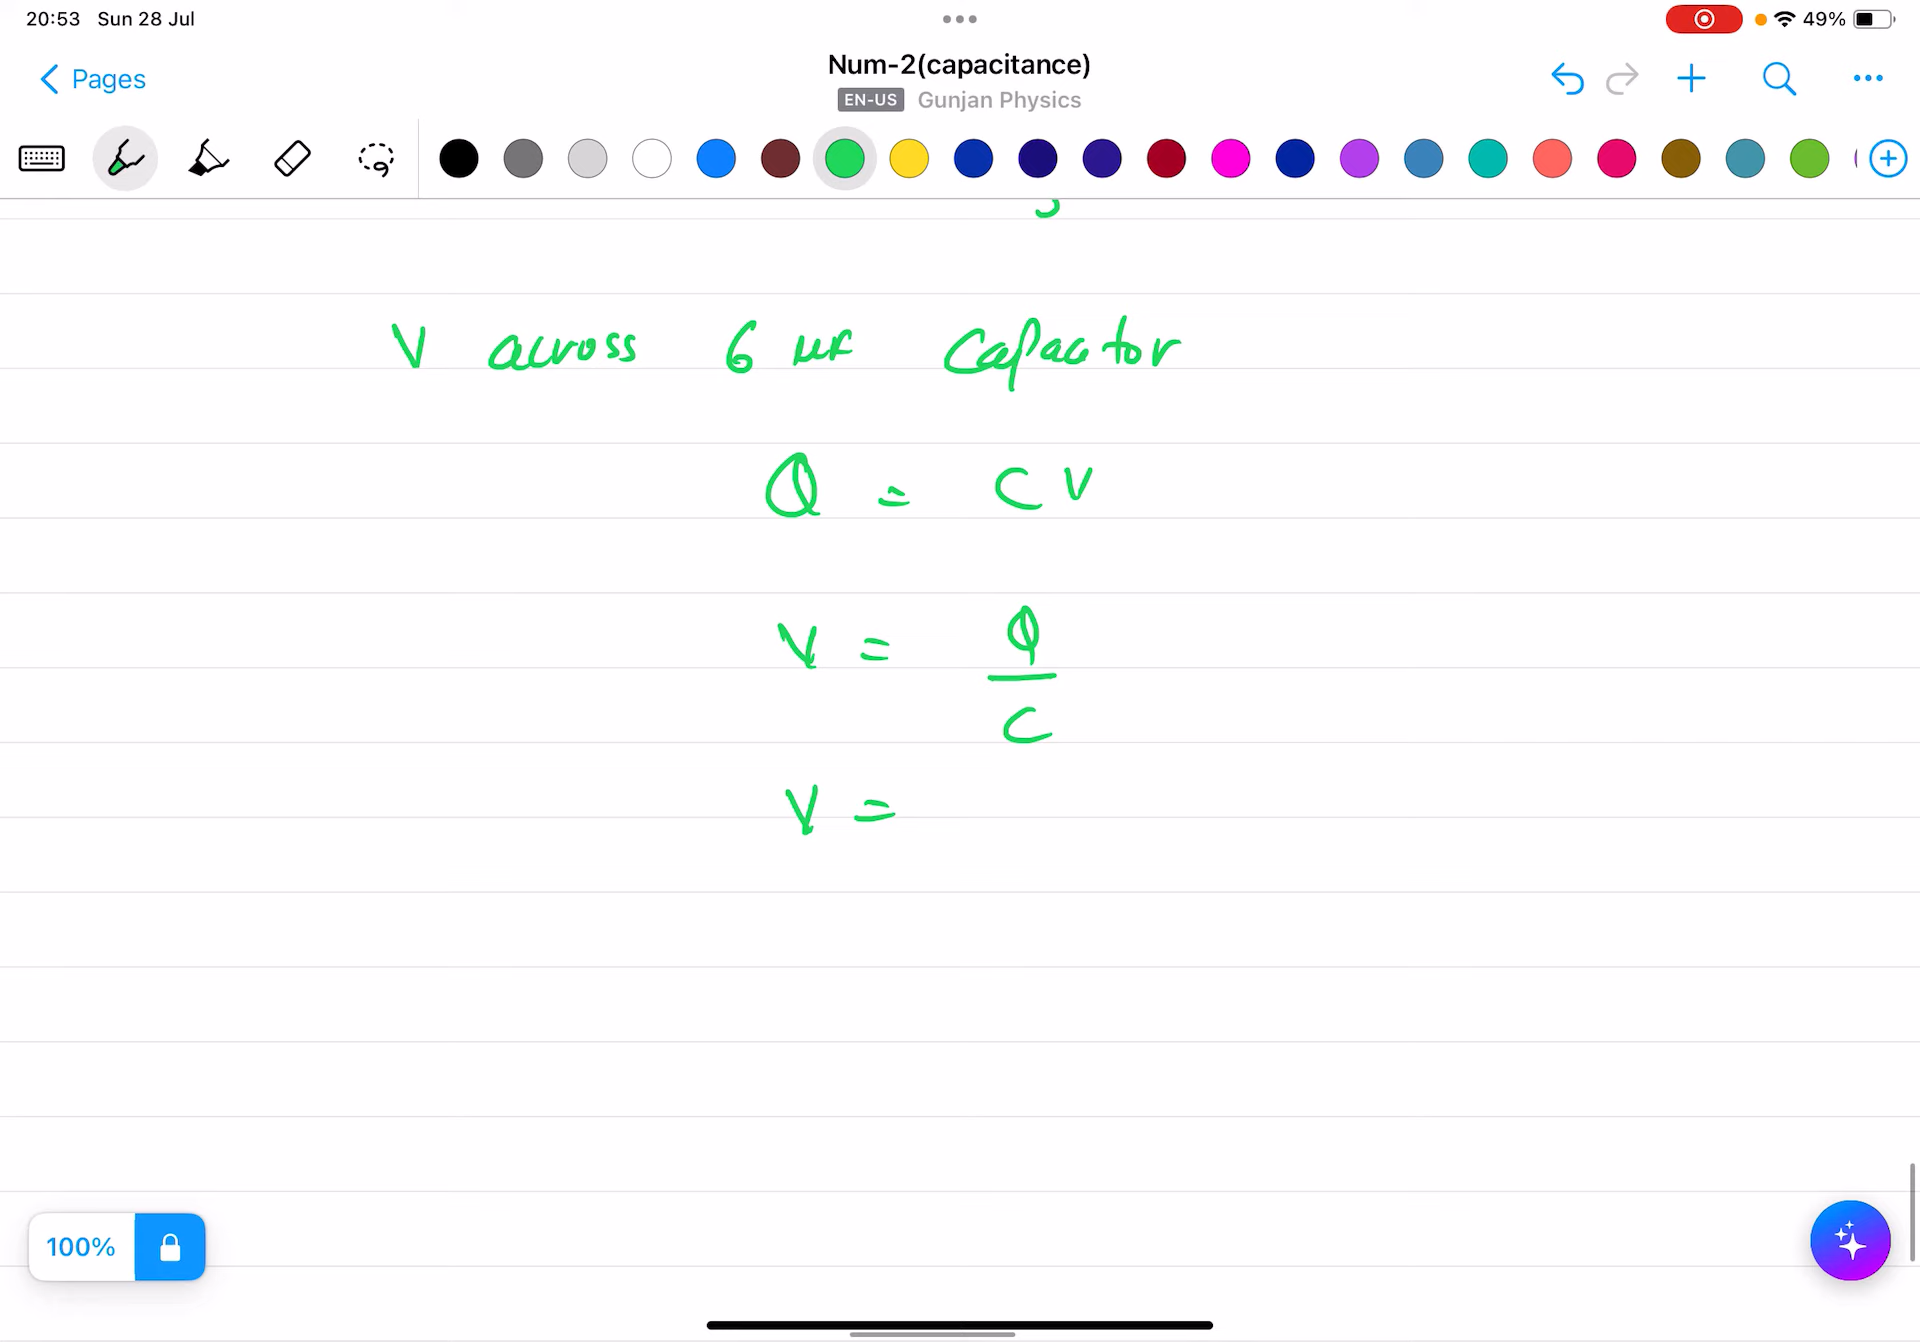 20:53 Sun 28 Jul 49%
Num-2(capacitance)
Pages
EN-US Gunjan Physics
V across 6 μF capactor
Q = CV
V = Q
C
V =
100%